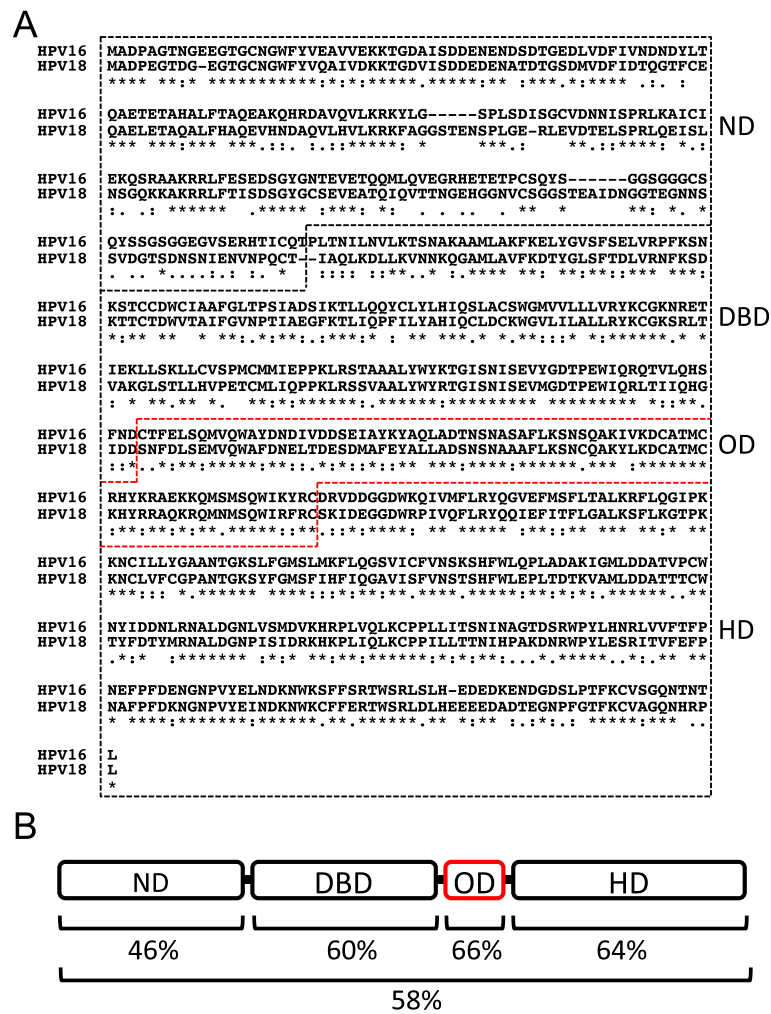 A
HPV16 MADPAGTNGEEGTGCNGWFYVEAVVEKKTGDAISDDENENDSDTGEDLVDFIVNDNDYLT
HPV18 MADPEGTDG-EGTGCNGWFYVQAIVDKKTGDVISDDEDENATDTGSDMVDFIDTQGTFCE
**** **:* ***********:*:*:*****.*****:** :***.*:**** .:. :
HPV16 QAETETAHALFTAQEAKQHRDAVQVLKRKYLG-----SPLSDISGCVDNNISPRLKAICI
HPV18 QAELETAQALFHAQEVHNDAQVLHVLKRKFAGGSTENSPLGE-RLEVDTELSPRLQEISL
*** ***:*** ***.:.. :.::*****: * ***.: **.::****: *.:
ND
HPV16 EKQSRAAKRRLFESEDSGYGNTEVETQQMLQVEGRHETETPCSQYS------GGSGGGCS
HPV18 NSGQKKAKRRLFTISDSGYGCSEVEATQIQVTTNGEHGGNVCSGGSTEAIDNGGTEGNNS
:. .: ****** .***** :***: *: . . .. . ** * **: *. *
HPV16 QYSSGSGGEGVSERHTICQTPLTNILNVLKTSNAKAAMLAKFKELYGVSFSELVRPFKSN
HPV18 SVDGTSDNSNIENVNPQCT--IAQLKDLLKVNNKQGAMLAVFKDTYGLSFTDLVRNFKSD
. .. *...:.: . * :::: ::**..* :.**** **: **:**::*** ***:
HPV16 KSTCCDWCIAAFGLTPSIADSIKTLLQQYCLYLHIQSLACSWGMVVLLLVRYKCGKNRET
HPV18 KTTCTDWVTAIFGVNPTIAEGFKTLIQPFILYAHIQCLDCKWGVLILALLRYKCGKSRLT
*:** ** * **:.*:**:.:***:* : ** ***.* *.**:::* *:******.* *
DBD
HPV16 IEKLLSKLLCVSPMCMMIEPPKLRSTAAALYWYKTGISNISEVYGDTPEWIQRQTVLQHS
HPV18 VAKGLSTLLHVPETCMLIQPPKLRSSVAALYWYRTGISNISEVMGDTPEWIQRLTIIQHG
: * **.** *. **:*:******:.******:********* ********* *::**.
HPV16 FNDCTFELSQMVQWAYDNDIVDDSEIAYKYAQLADTNSNASAFLKSNSQAKIVKDCATMC
HPV18 IDDSNFDLSEMVQWAFDNELTDESDMAFEYALLADSNSNAAAFLKSNCQAKYLKDCATMC
::*..*:**:*****:**::.*:*::*::** ***:****:******.*** :*******
OD
HPV16 RHYKRAEKKQMSMSQWIKYRCDRVDDGGDWKQIVMFLRYQGVEFMSFLTALKRFLQGIPK
HPV18 KHYRRAQKRQMNMSQWIRFRCSKIDEGGDWRPIVQFLRYQQIEFITFLGALKSFLKGTPK
:**:**:*:**.*****::**.::*:****: ** ***** :**::** *** **:* **
HPV16 KNCILLYGAANTGKSLFGMSLMKFLQGSVICFVNSKSHFWLQPLADAKIGMLDDATVPCW
HPV18 KNCLVFCGPANTGKSYFGMSFIHFIQGAVISFVNSTSHFWLEPLTDTKVAMLDDATTTCW
***::: *.****** ****:::*:**:**.****.*****:**:*:*:.******..**
HPV16 NYIDDNLRNALDGNLVSMDVKHRPLVQLKCPPLLITSNINAGTDSRWPYLHNRLVVFTFP
HPV18 TYFDTYMRNALDGNPISIDRKHKPLIQLKCPPILLTTNIHPAKDNRWPYLESRITVFEFP
.*:* :******* :*:* **:**:******:*:*:**:...*.*****..*:.** **
HD
HPV16 NEFPFDENGNPVYELNDKNWKSFFSRTWSRLSLH-EDEDKENDGDSLPTFKCVSGQNTNT
HPV18 NAFPFDKNGNPVYEINDKNWKCFFERTWSRLDLHEEEEDADTEGNPFGTFKCVAGQNHRP
* ****:*******:******.**.******.** *:** :.:*:.: *****:*** ..
HPV16 L
HPV18 L
*
B
ND DBD OD HD
46% 60% 66% 64%
58%